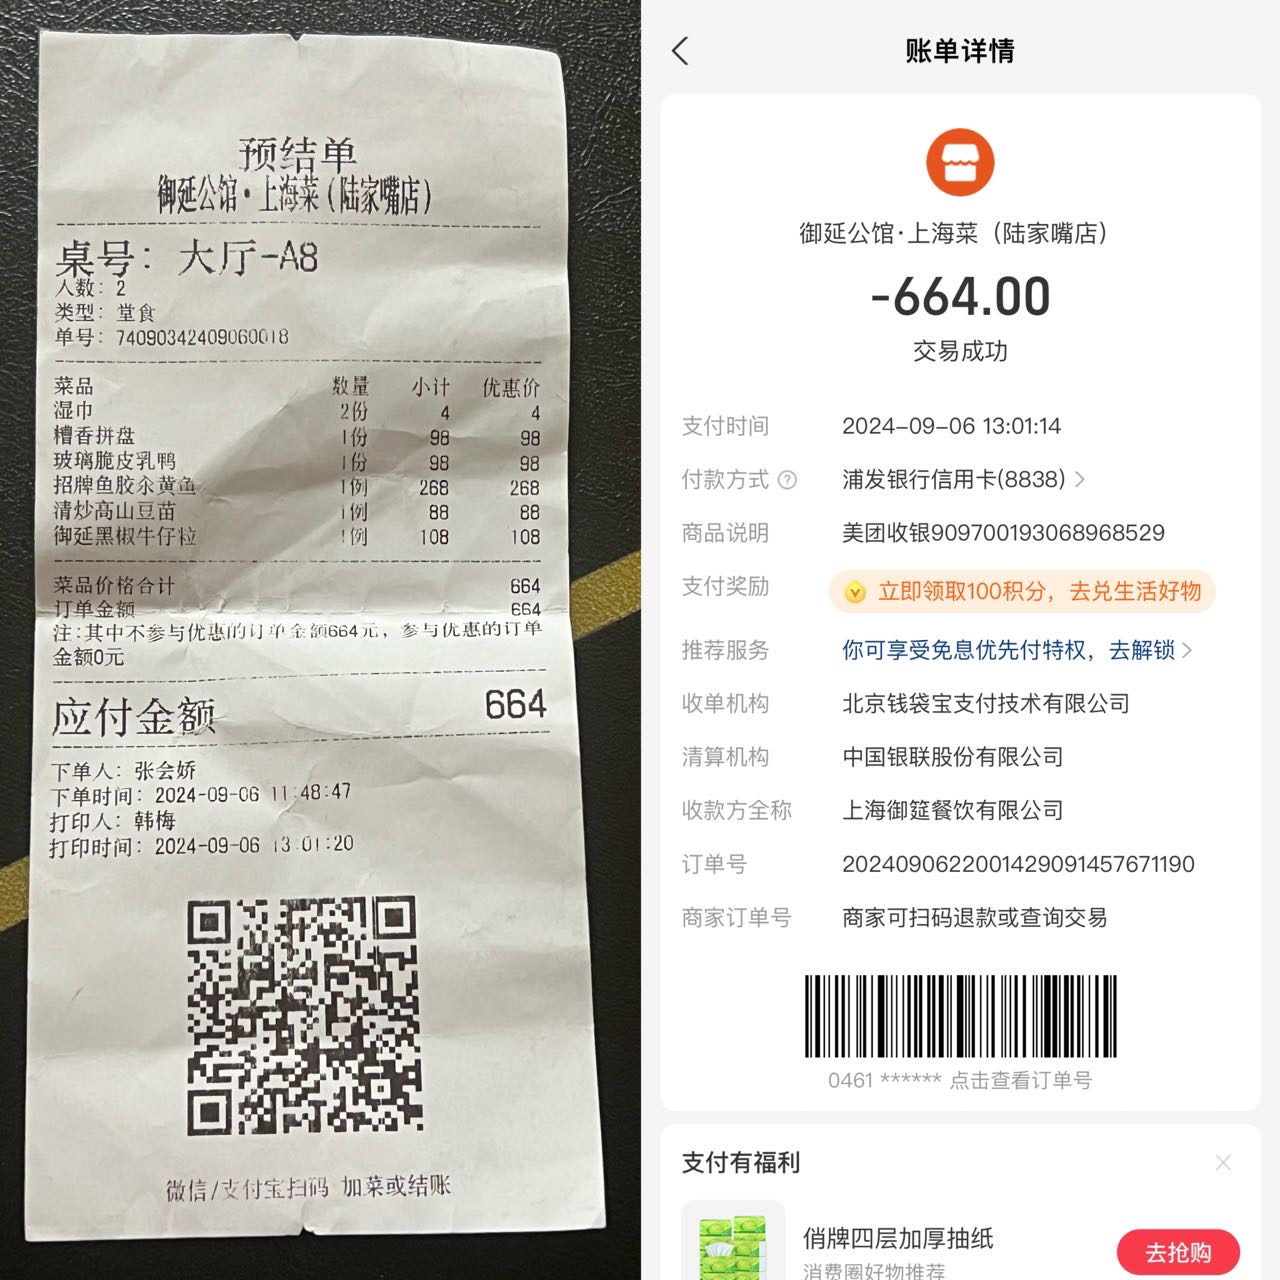 预结单
御延公馆·上海菜(陆家嘴店)
桌号: 大厅-A8
人数: 2
类型: 堂食
单号: 74090342409060018
菜品 数量 小计 优惠价
湿巾 2份 4 4
糟香拼盘 1份 98 98
玻璃脆皮乳鸭 1份 98 98
招牌鱼胶汆黄鱼 1例 268 268
清炒高山豆苗 1例 88 88
御延黑椒牛仔粒 1例 108 108
菜品价格合计 664
订单金额 664
注:其中不参与优惠的订单金额664元, 参与优惠的订单
金额0元
应付金额 664
下单人: 张会娇
下单时间: 2024-09-06 11:48:47
打印人: 韩梅
打印时间: 2024-09-06 13:01:20
微信/支付宝扫码 加菜或结账
账单详情
御延公馆·上海菜（陆家嘴店）
-664.00
交易成功
支付时间 2024-09-06 13:01:14
付款方式 ? 浦发银行信用卡(8838) >
商品说明 美团收银909700193068968529
支付奖励 立即领取100积分，去兑生活好物
推荐服务 你可享受免息优先付特权，去解锁 >
收单机构 北京钱袋宝支付技术有限公司
清算机构 中国银联股份有限公司
收款方全称 上海御筵餐饮有限公司
订单号 2024090622001429091457671190
商家订单号 商家可扫码退款或查询交易
0461 ****** 点击查看订单号
支付有福利
俏牌四层加厚抽纸
去抢购
消费圈好物推荐